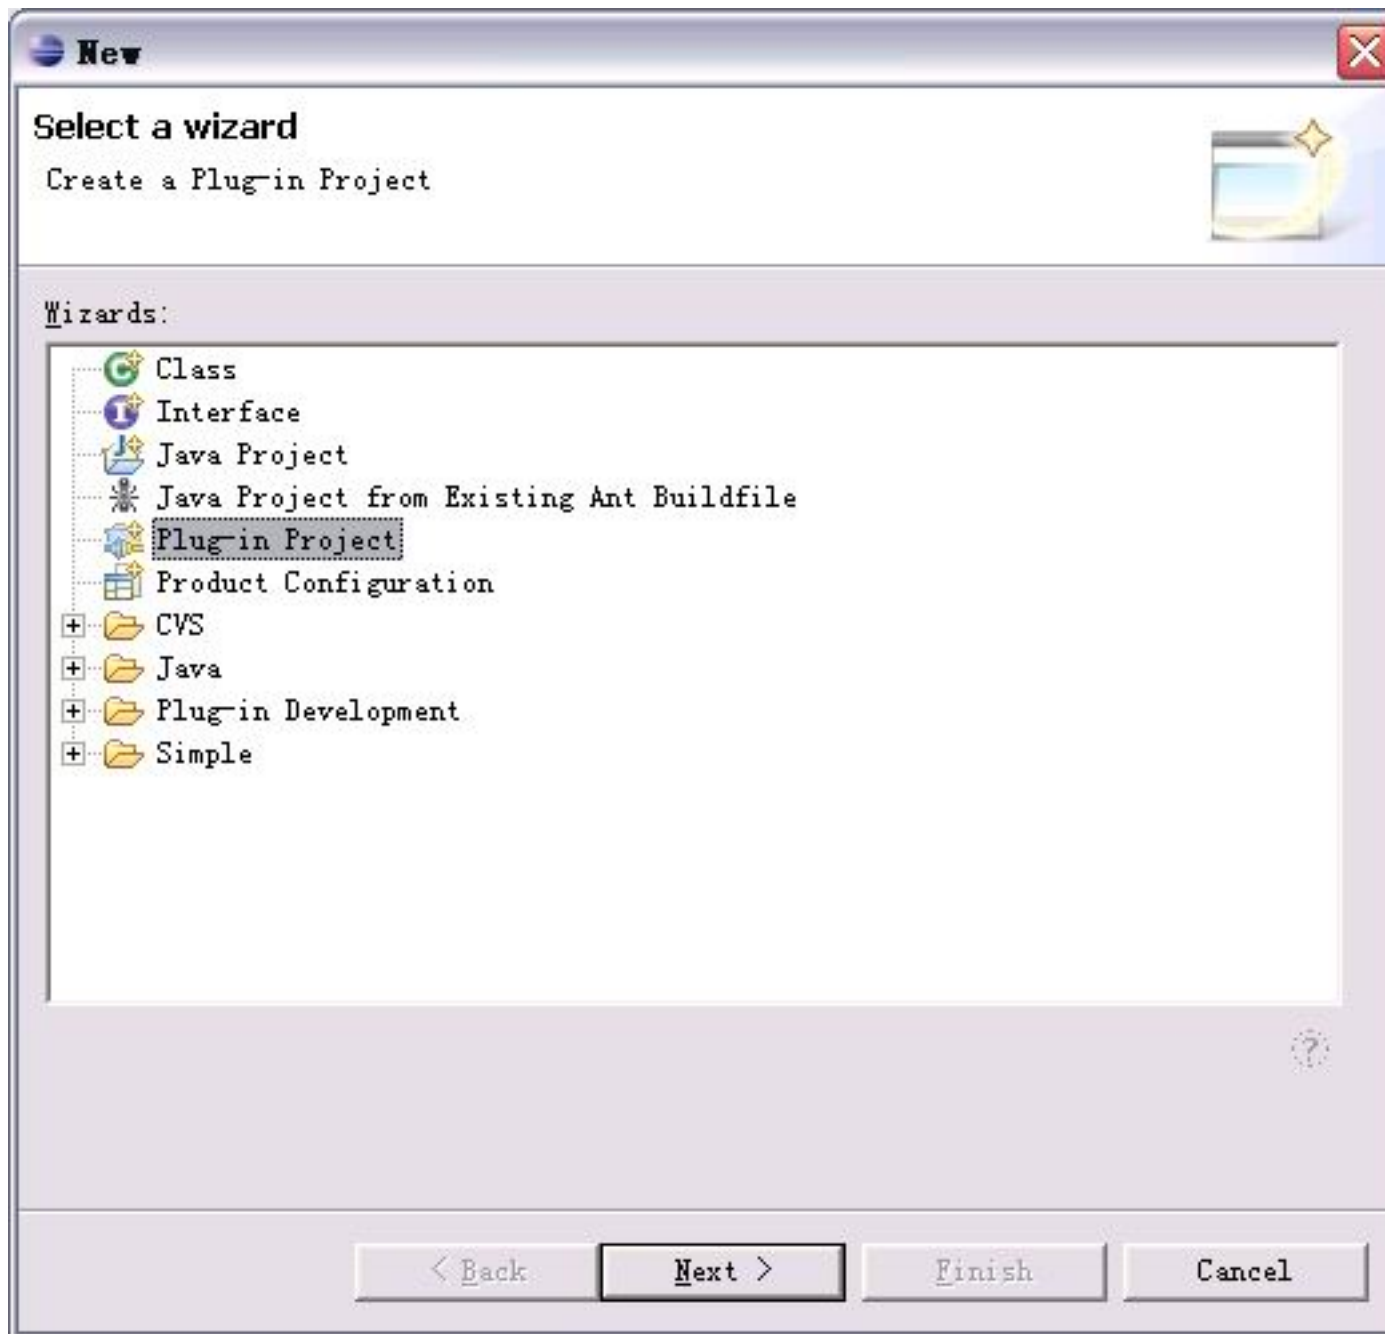 New
Select a wizard
Create a Plug-in Project
Wizards:
Class
Interface
Java Project
Java Project from Existing Ant Buildfile
Plug-in Project
Product Configuration
CVS
Java
Plug-in Development
Simple
?
< Back Next > Finish Cancel